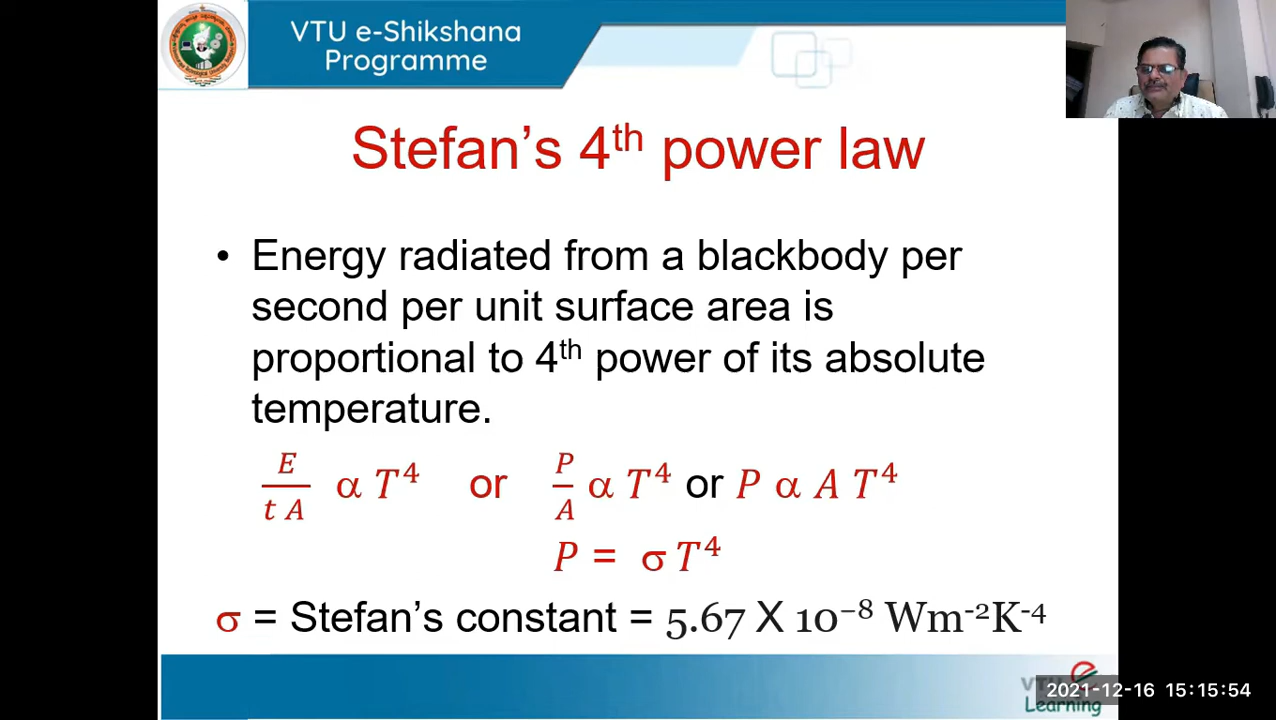 VTU e-Shikshana
Programme
Stefan's 4th power law
• Energy radiated from a blackbody per
second per unit surface area is
proportional to 4th power of its absolute
temperature.
E/(t A) α T⁴ or P/A α T⁴ or P α A T⁴
P = σ T⁴
σ = Stefan's constant = 5.67 X 10⁻⁸ Wm⁻²K⁻⁴
VTU e
Learning
2021-12-16 15:15:54